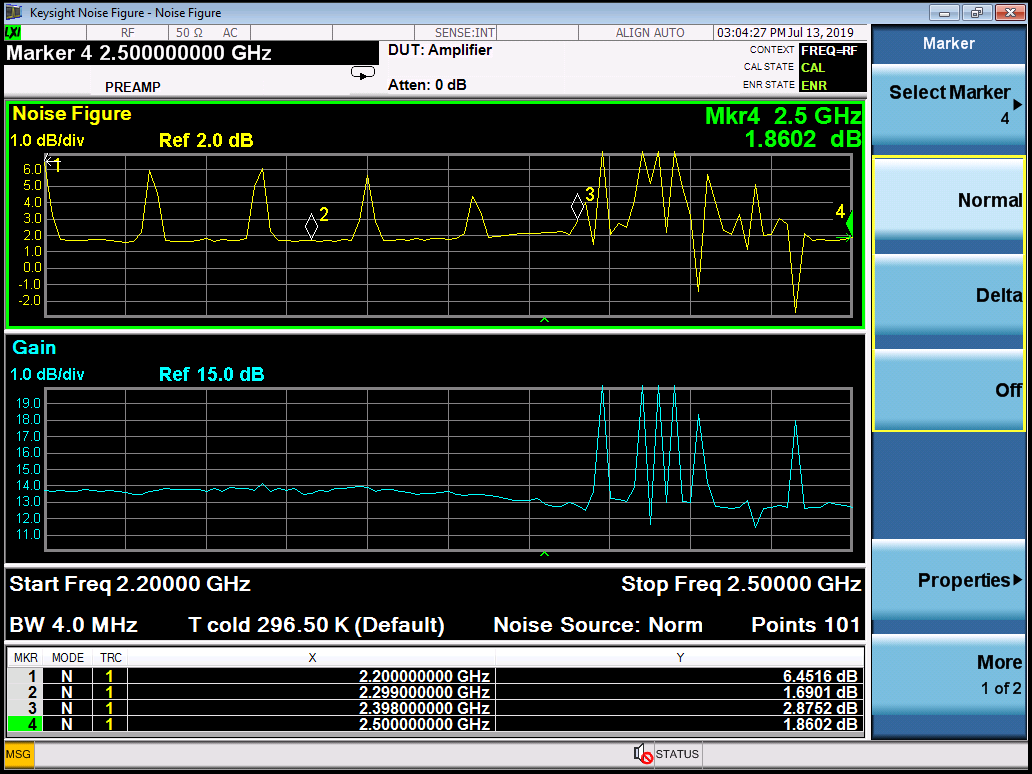 Keysight Noise Figure - Noise Figure
LXI RF 50 Ω AC SENSE:INT ALIGN AUTO 03:04:27 PM Jul 13, 2019
Marker 4 2.500000000 GHz
PREAMP
DUT: Amplifier
Atten: 0 dB
CONTEXT FREQ=RF
CAL STATE CAL
ENR STATE ENR
Noise Figure
1.0 dB/div Ref 2.0 dB
Mkr4 2.5 GHz
1.8602 dB
6.0
5.0
4.0
3.0
2.0
1.0
0.0
-1.0
-2.0
1
2
3
4
Gain
1.0 dB/div Ref 15.0 dB
19.0
18.0
17.0
16.0
15.0
14.0
13.0
12.0
11.0
Start Freq 2.20000 GHz Stop Freq 2.50000 GHz
BW 4.0 MHz T cold 296.50 K (Default) Noise Source: Norm Points 101
MKR MODE TRC X Y
1 N 1 2.200000000 GHz 6.4516 dB
2 N 1 2.299000000 GHz 1.6901 dB
3 N 1 2.398000000 GHz 2.8752 dB
4 N 1 2.500000000 GHz 1.8602 dB
MSG STATUS
Marker
Select Marker
4
Normal
Delta
Off
Properties
More
1 of 2